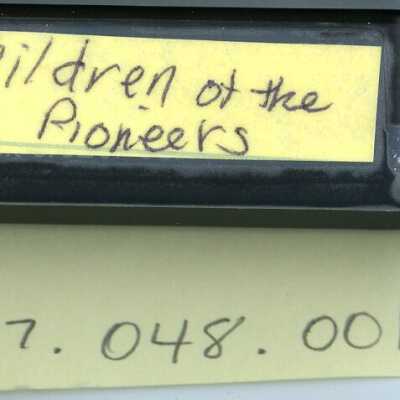 ildren of the
Pioneers
7.048.00